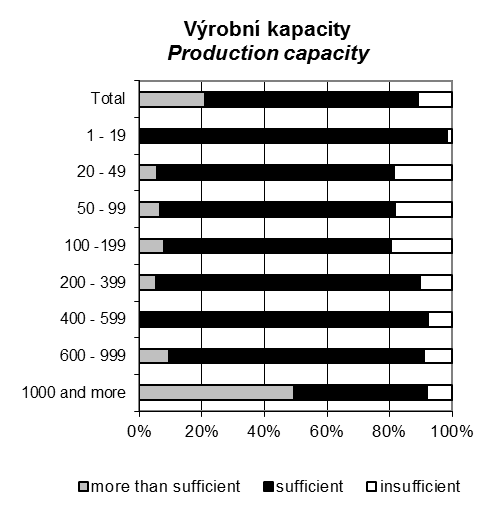 Výrobní kapacity
Production capacity
Total
1 - 19
20 - 49
50 - 99
100 -199
200 - 399
400 - 599
600 - 999
1000 and more
0% 20% 40% 60% 80% 100%
more than sufficient sufficient insufficient